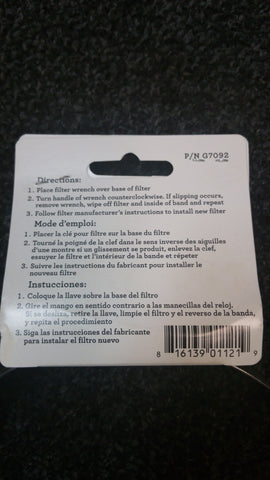 P/N G7092
Directions:
1. Place filter wrench over base of filter
2. Turn handle of wrench counterclockwise. If slipping occurs,
remove wrench, wipe off filter and inside of band and repeat
3. Follow filter manufacturer's instructions to install new filter
Mode d'emploi:
1. Placer la clé pour filtre sur la base du filtre
2. Tourné la poigné de la clef dans le sens inverse des aiguilles
d'une montre si un glissement se produit, enlevez la clef,
essuyer le filtre et l'intérieur de la bande et répéter
3. Suivre les instructions du fabricant pour installer le
nouveau filtre
Instucciones:
1. Coloque la llave sobre la base del filtro
2. Gire el mango en sentido contrario a las manecillas del reloj.
Si se desliza, retire la llave, limpie el filtro y el reverso de la banda,
y repita el procedimiento
3. Siga las instrucciones del fabricante
para instalar el filtro nuevo
8 16139 01121 9